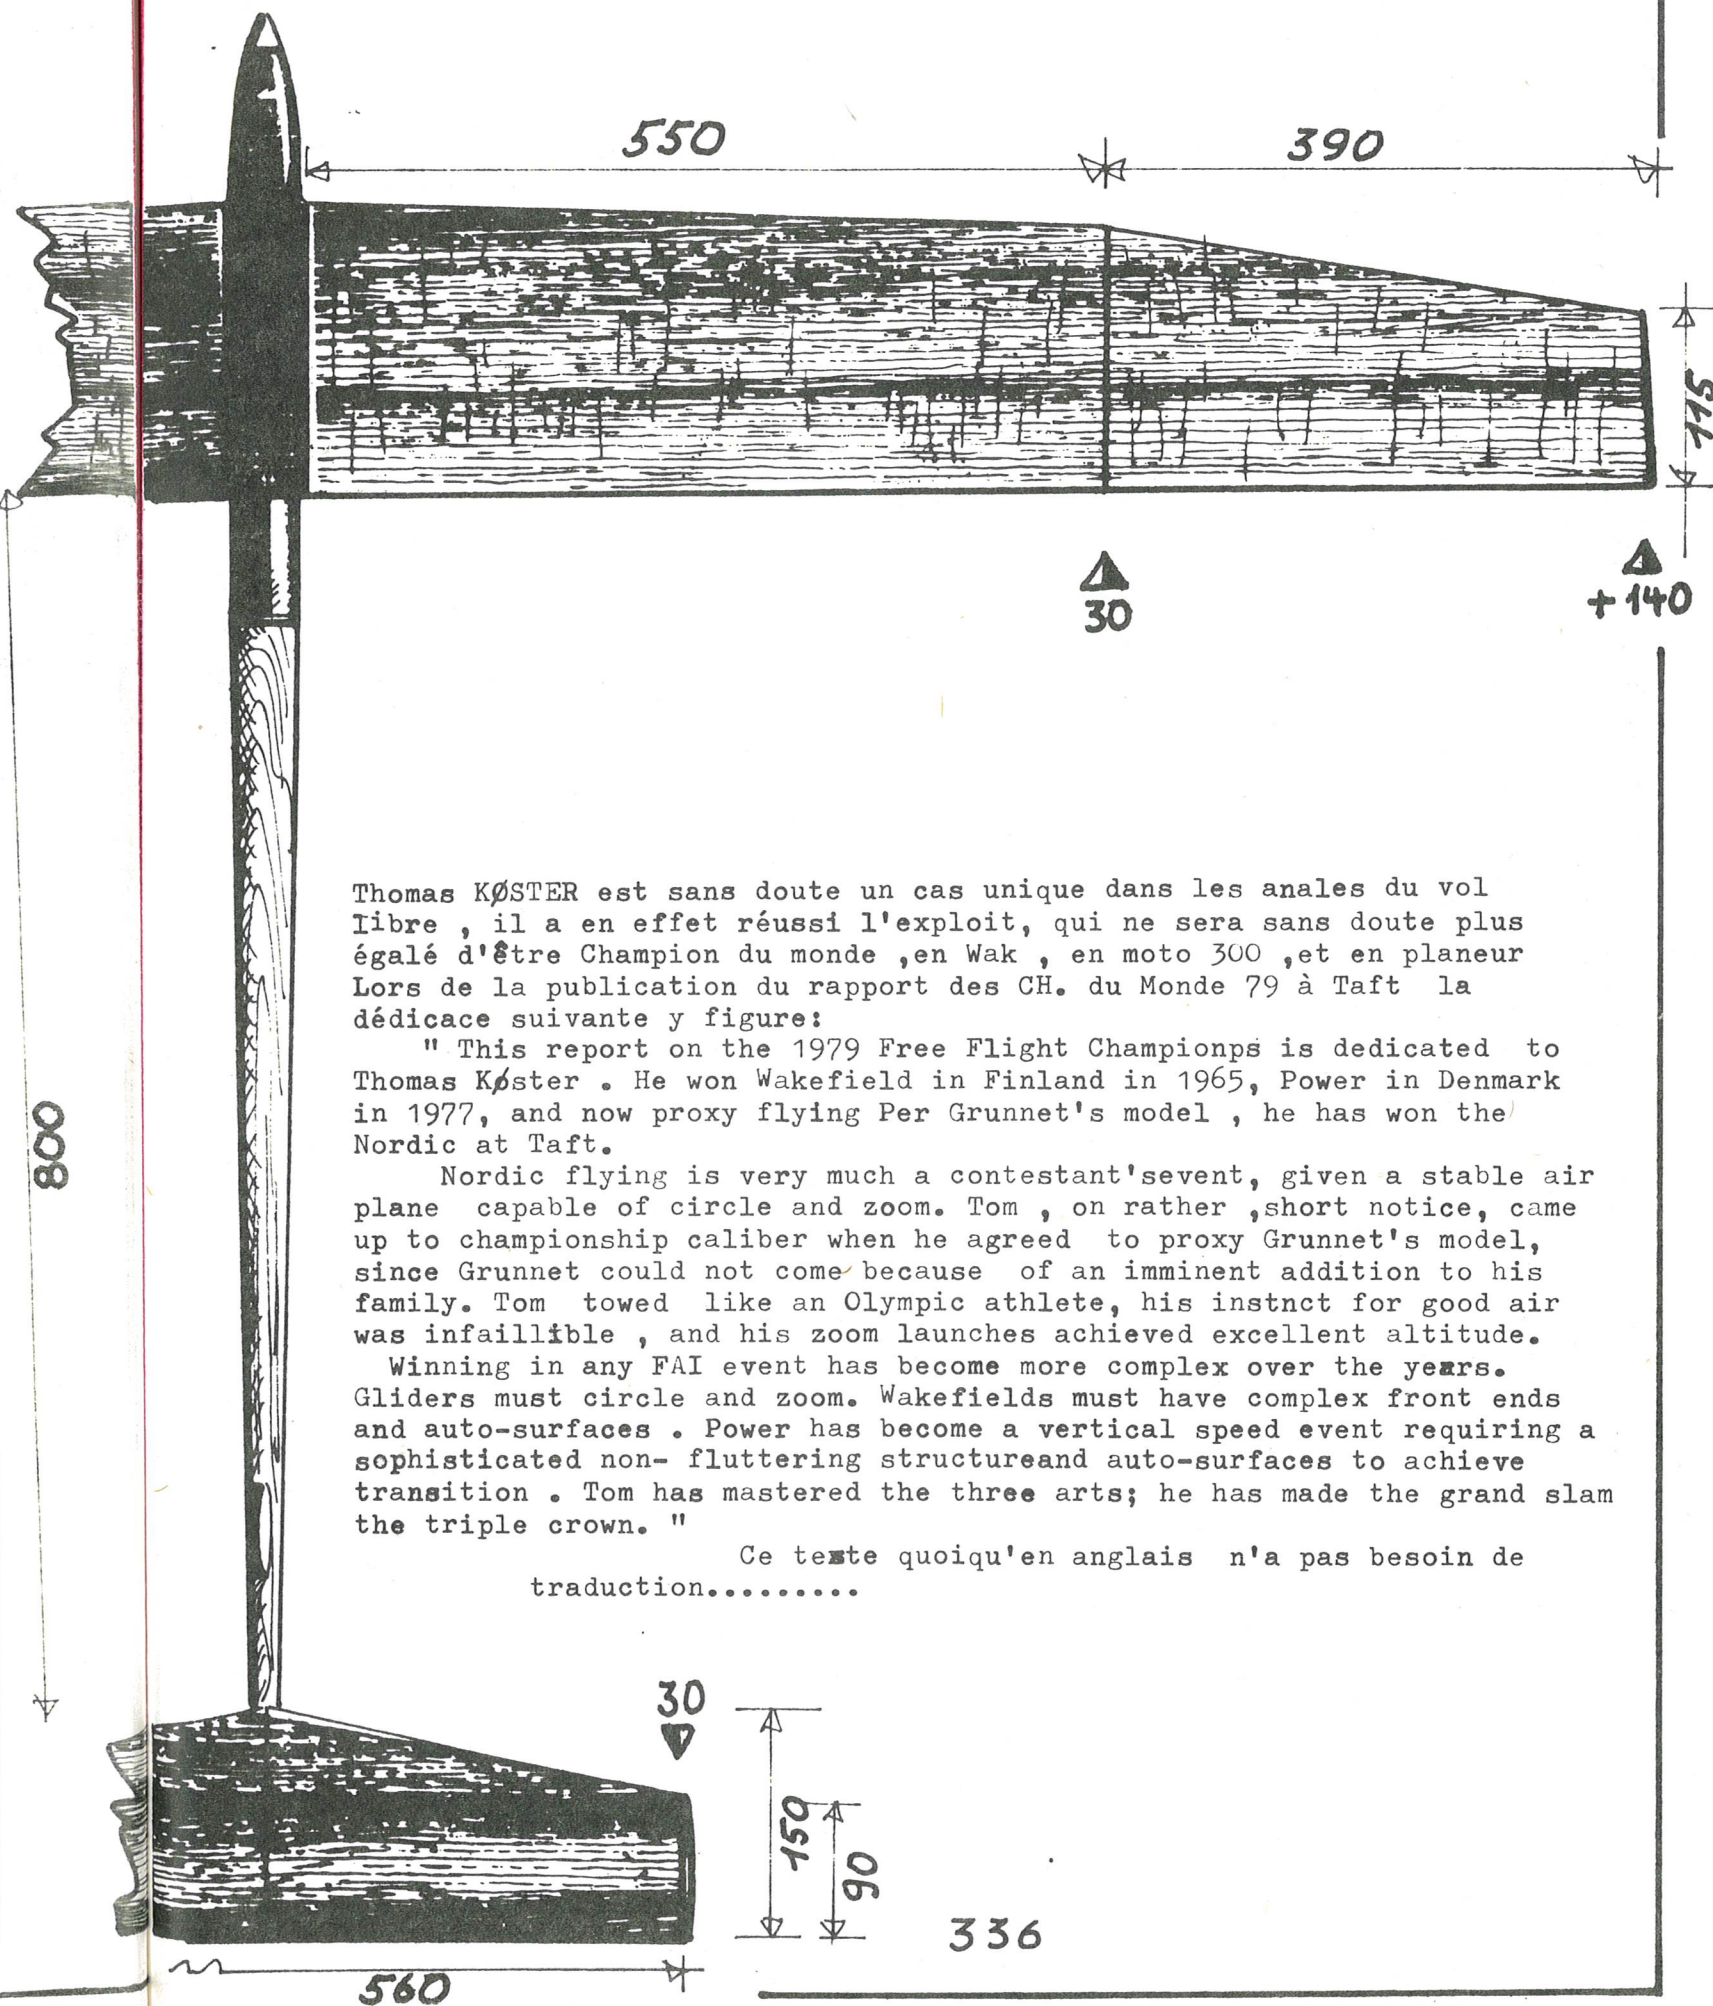 550
390
115
30
+140
Thomas KØSTER est sans doute un cas unique dans les anales du vol
libre , il a en effet réussi l'exploit, qui ne sera sans doute plus
égalé d'être Champion du monde ,en Wak , en moto 300 ,et en planeur
Lors de la publication du rapport des CH. du Monde 79 à Taft la
dédicace suivante y figure:
" This report on the 1979 Free Flight Championps is dedicated to
Thomas Køster . He won Wakefield in Finland in 1965, Power in Denmark
in 1977, and now proxy flying Per Grunnet's model , he has won the
Nordic at Taft.
Nordic flying is very much a contestant'sevent, given a stable air
plane capable of circle and zoom. Tom , on rather ,short notice, came
up to championship caliber when he agreed to proxy Grunnet's model,
since Grunnet could not come because of an imminent addition to his
family. Tom towed like an Olympic athlete, his instnct for good air
was infaillible , and his zoom launches achieved excellent altitude.
Winning in any FAI event has become more complex over the years.
Gliders must circle and zoom. Wakefields must have complex front ends
and auto-surfaces . Power has become a vertical speed event requiring a
sophisticated non- fluttering structureand auto-surfaces to achieve
transition . Tom has mastered the three arts; he has made the grand slam
the triple crown. "
Ce texte quoiqu'en anglais n'a pas besoin de
traduction.........
800
30
150
90
336
560